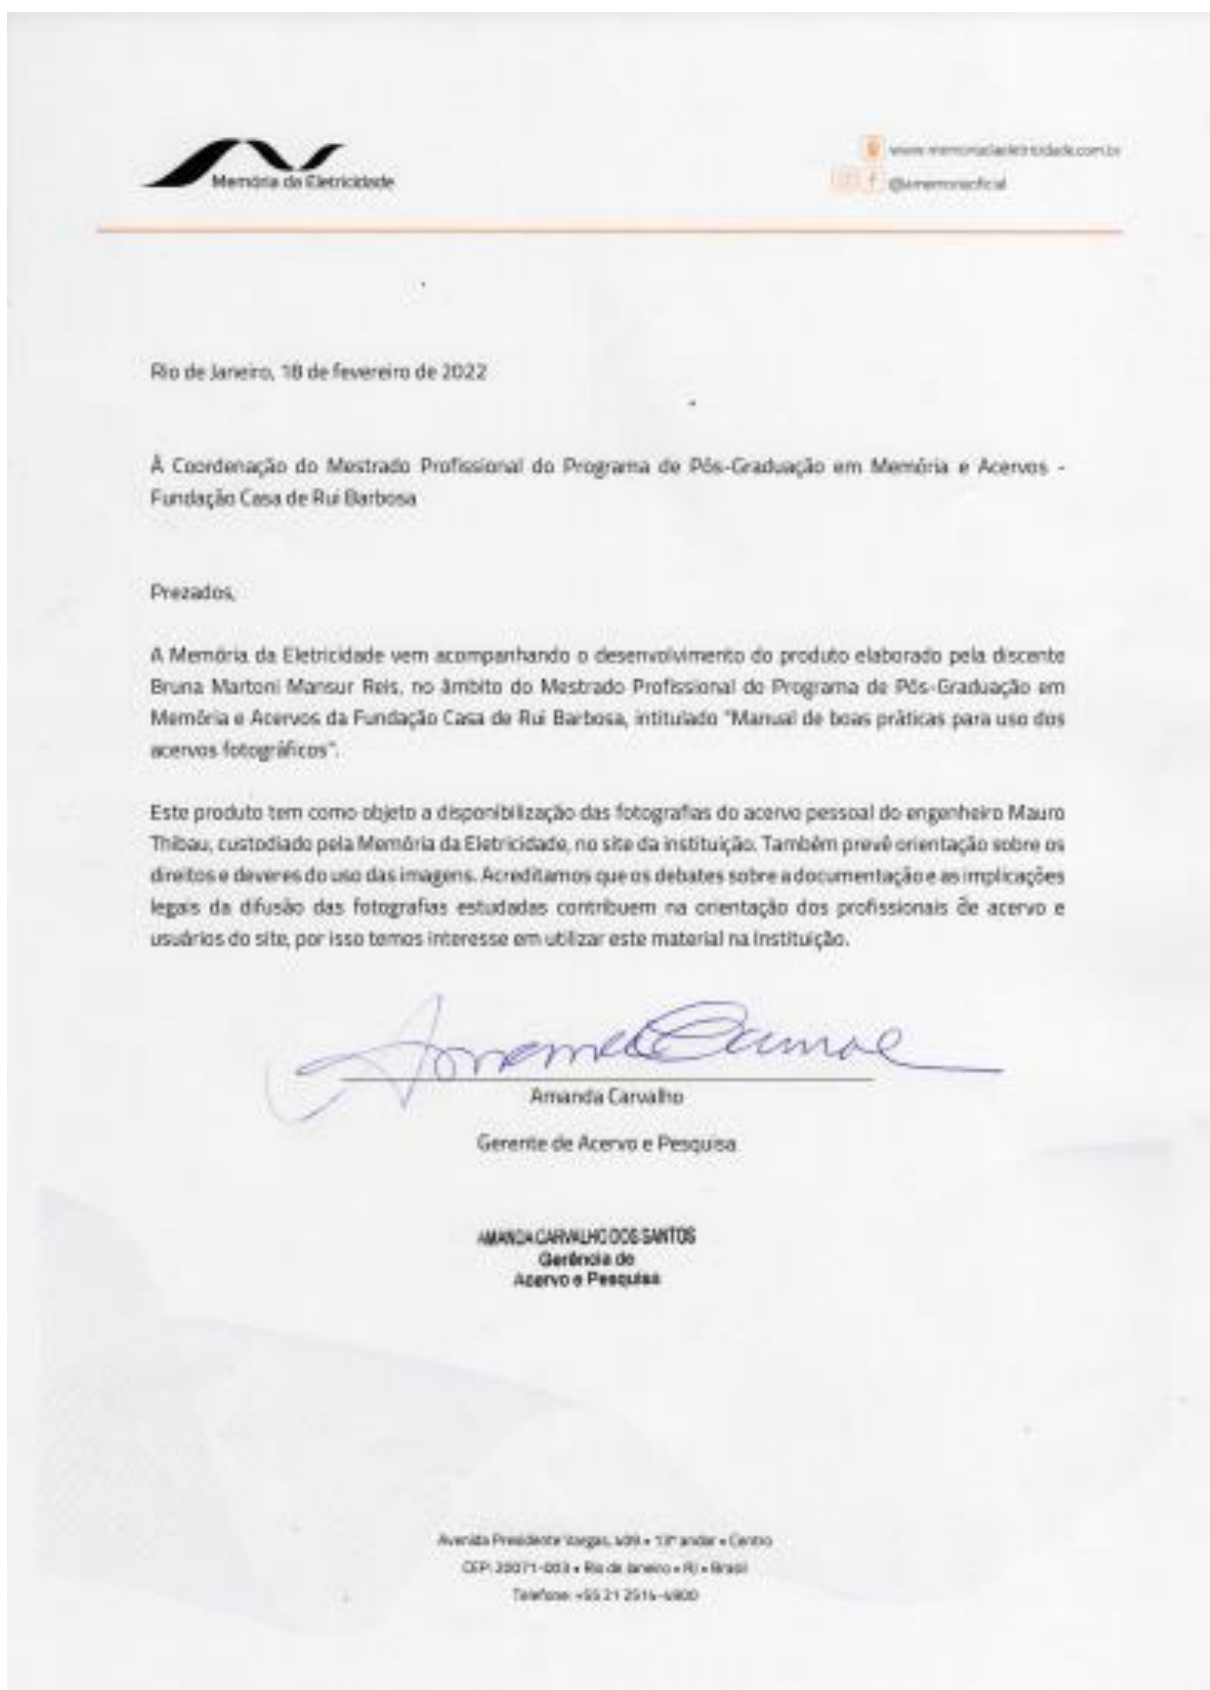 Memória da Eletricidade
www.memoriadaeletricidade.com.br
@amemoriaoficial
Rio de Janeiro, 18 de fevereiro de 2022
À Coordenação do Mestrado Profissional do Programa de Pós-Graduação em Memória e Acervos -
Fundação Casa de Rui Barbosa
Prezados,
A Memória da Eletricidade vem acompanhando o desenvolvimento do produto elaborado pela discente
Bruna Martoni Mansur Reis, no âmbito do Mestrado Profissional do Programa de Pós-Graduação em
Memória e Acervos da Fundação Casa de Rui Barbosa, intitulado "Manual de boas práticas para uso dos
acervos fotográficos".
Este produto tem como objeto a disponibilização das fotografias do acervo pessoal do engenheiro Mauro
Thibau, custodiado pela Memória da Eletricidade, no site da instituição. Também prevê orientação sobre os
direitos e deveres do uso das imagens. Acreditamos que os debates sobre a documentação e as implicações
legais da difusão das fotografias estudadas contribuem na orientação dos profissionais de acervo e
usuários do site, por isso temos interesse em utilizar este material na Instituição.
Amanda Carvalho
Gerente de Acervo e Pesquisa
AMANDA CARVALHO DOS SANTOS
Gerência de
Acervo e Pesquisa
Avenida Presidente Vargas, 409 • 13º andar • Centro
CEP: 20071-003 • Rio de Janeiro • RJ • Brasil
Telefone: +55 21 2514-4900